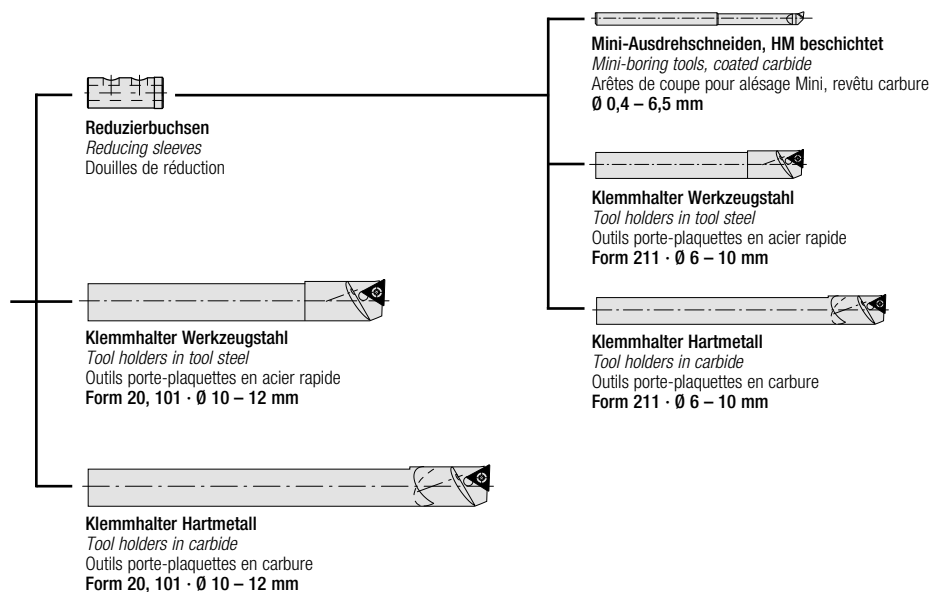 Mini-Ausdrehschneiden, HM beschichtet
Mini-boring tools, coated carbide
Arêtes de coupe pour alésage Mini, revêtu carbure
Ø 0,4 – 6,5 mm
Reduzierbuchsen
Reducing sleeves
Douilles de réduction
Klemmhalter Werkzeugstahl
Tool holders in tool steel
Outils porte-plaquettes en acier rapide
Form 211 · Ø 6 – 10 mm
Klemmhalter Werkzeugstahl
Tool holders in tool steel
Outils porte-plaquettes en acier rapide
Form 20, 101 · Ø 10 – 12 mm
Klemmhalter Hartmetall
Tool holders in carbide
Outils porte-plaquettes en carbure
Form 211 · Ø 6 – 10 mm
Klemmhalter Hartmetall
Tool holders in carbide
Outils porte-plaquettes en carbure
Form 20, 101 · Ø 10 – 12 mm